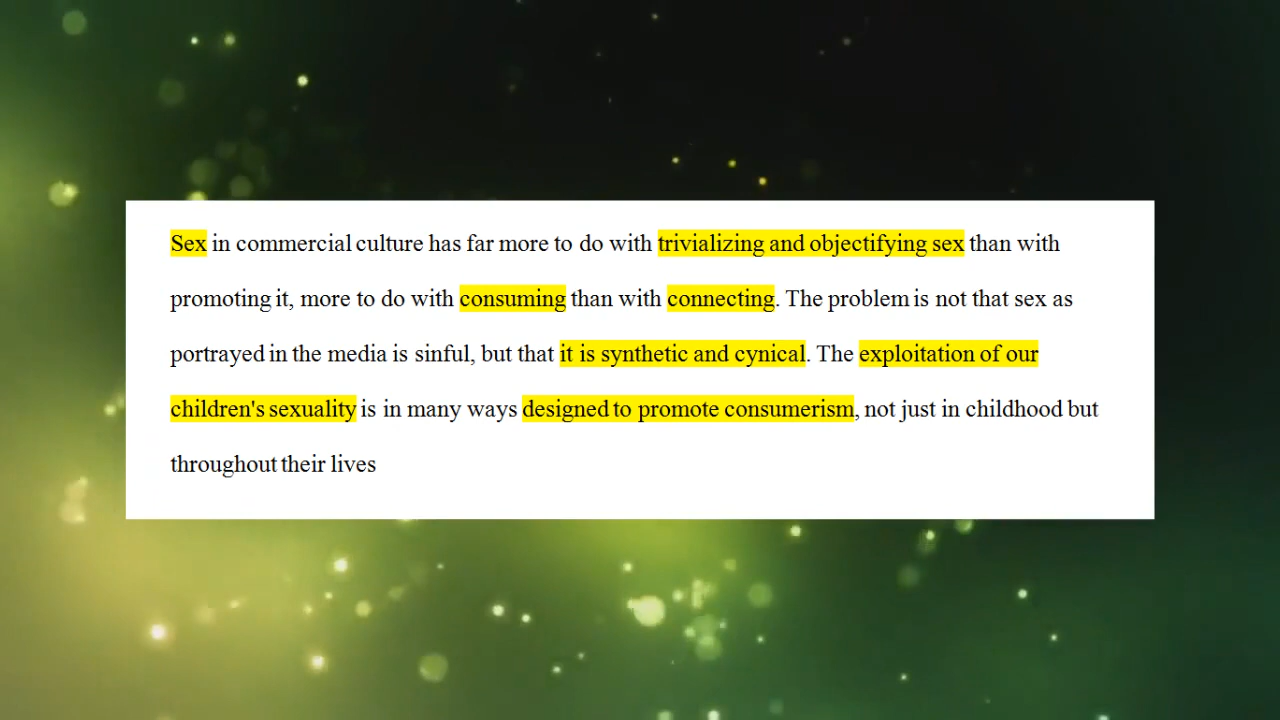 Sex in commercial culture has far more to do with trivializing and objectifying sex than with
promoting it, more to do with consuming than with connecting. The problem is not that sex as
portrayed in the media is sinful, but that it is synthetic and cynical. The exploitation of our
children's sexuality is in many ways designed to promote consumerism, not just in childhood but
throughout their lives